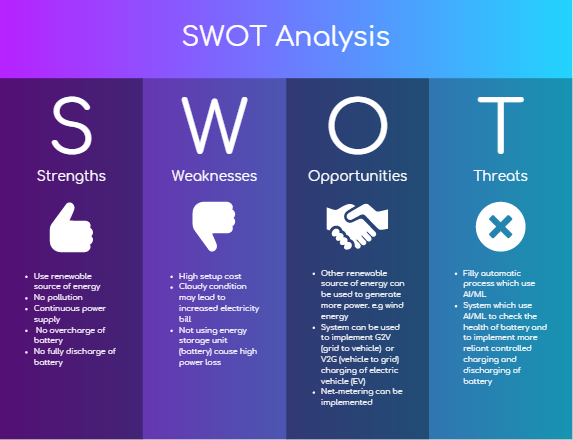 SWOT Analysis
S
Strengths
• Use renewable
source of energy
• No pollution
• Continuous power
supply
• No overcharge of
battery
• No fully discharge of
battery
W
Weaknesses
• High setup cost
• Cloudy condition
may lead to
increased electricity
bill
• Not using energy
storage unit
(battery) cause high
power loss
O
Opportunities
• Other renewable
source of energy can
be used to generate
more power. e.g wind
energy
• System can be used
to implement G2V
(grid to vehicle) or
V2G (vehicle to grid)
charging of electric
vehicle (EV)
• Net-metering can be
implemented
T
Threats
• Filly automatic
process which use
AI/ML
• System which use
AI/ML to check the
health of battery and
to implement more
reliant controlled
charging and
discharging of
battery